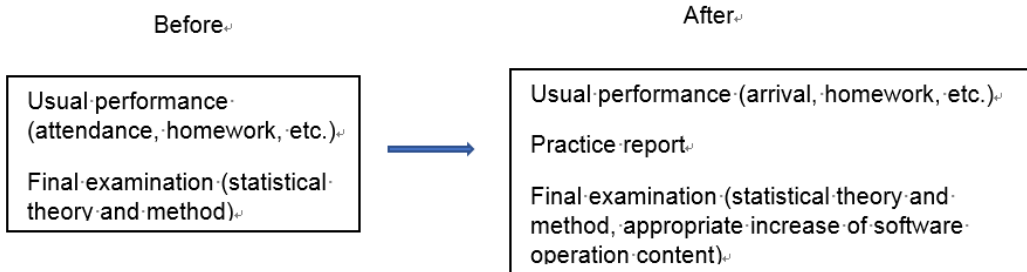 Before
After
Usual performance
(attendance, homework, etc.)
Final examination (statistical
theory and method)
Usual performance (arrival, homework, etc.)
Practice report
Final examination (statistical theory and
method, appropriate increase of software
operation content)